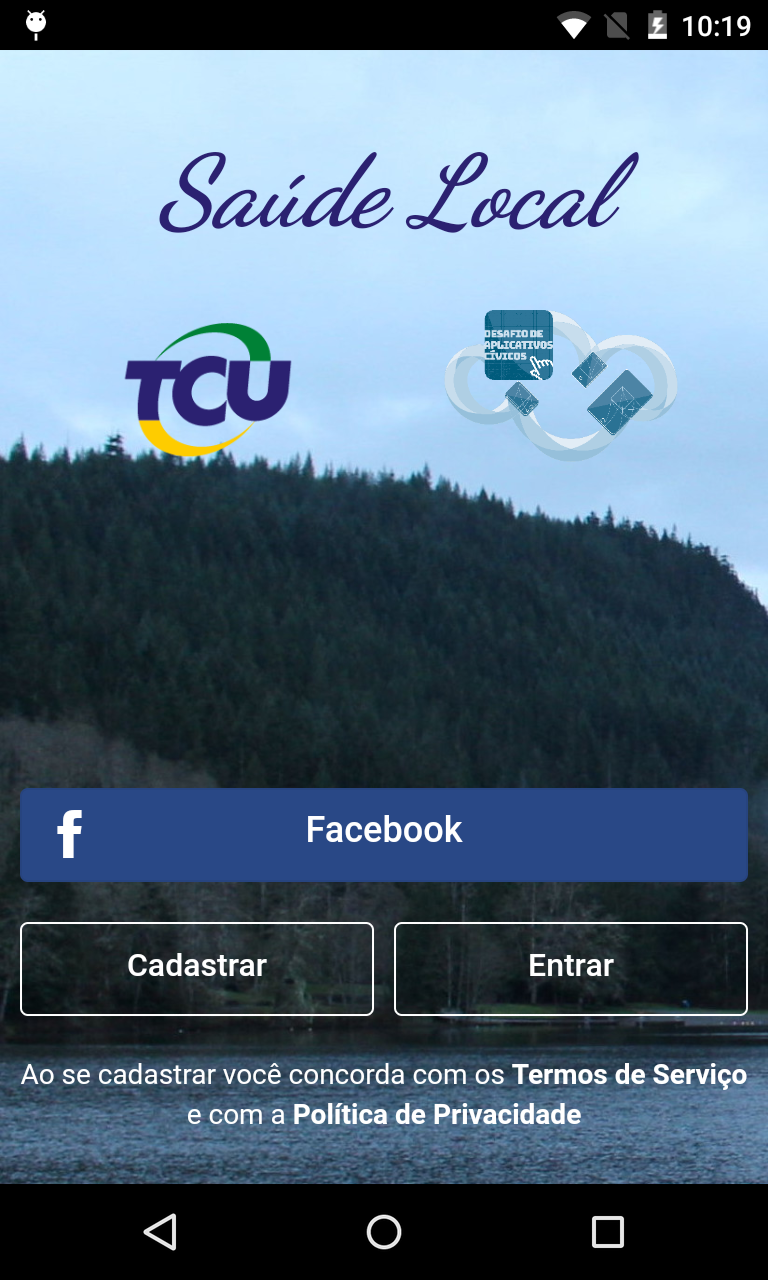 10:19
Saúde Local
TCU
DESAFIO DE
APLICATIVOS
CÍVICOS
Facebook
Cadastrar
Entrar
Ao se cadastrar você concorda com os Termos de Serviço
e com a Política de Privacidade